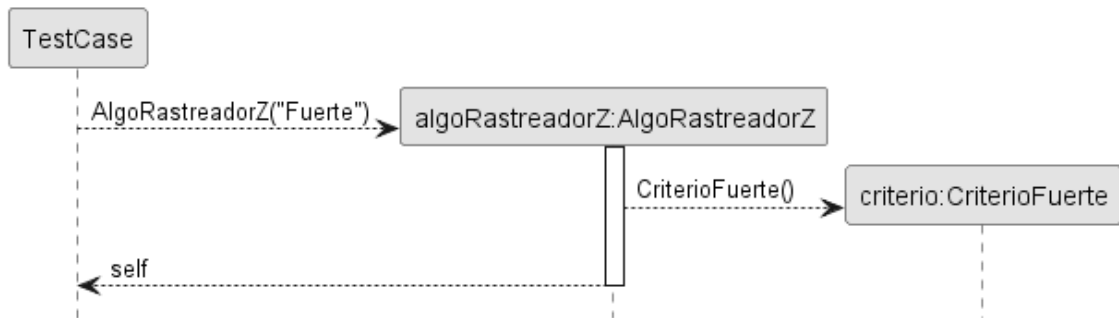 TestCase
AlgoRastreadorZ("Fuerte")
algoRastreadorZ:AlgoRastreadorZ
CriterioFuerte()
criterio:CriterioFuerte
self